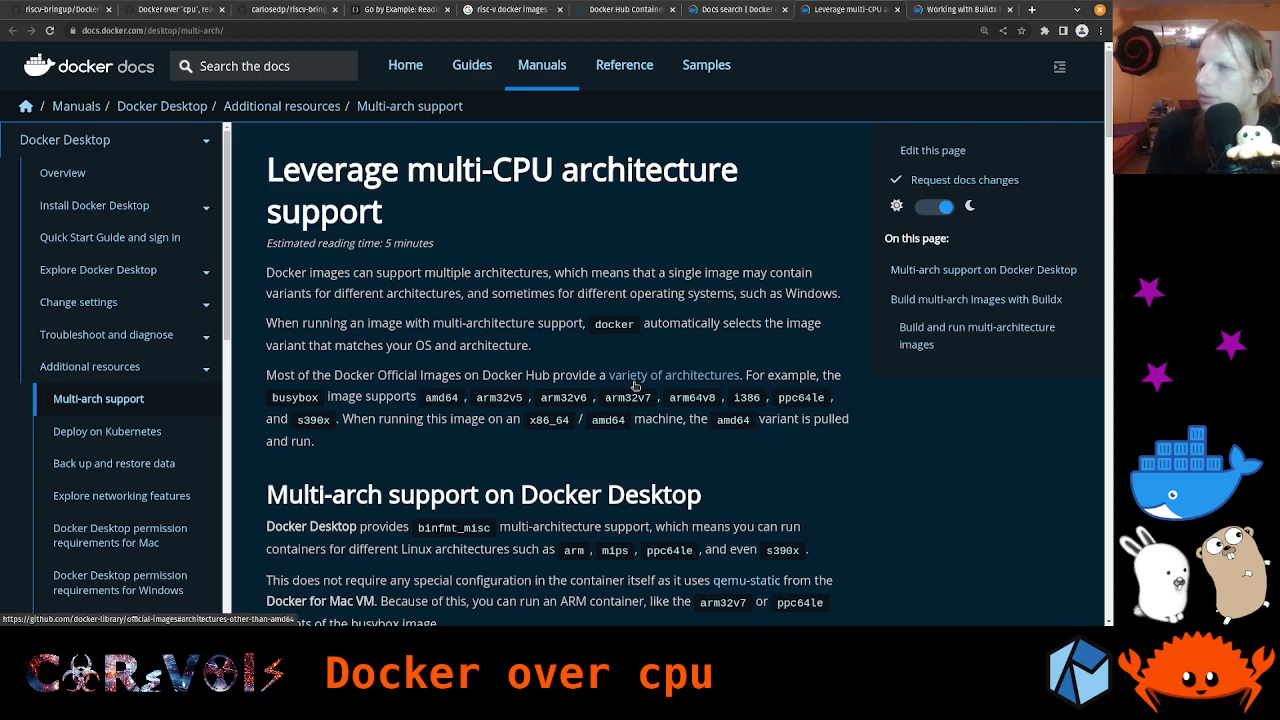 riscv-bringup/Docker
Docker over "cpu", rea
carlosedp/riscv-bring
Go by Example: Readi
risc-v docker images
Docker Hub Container
Docs search | Docker
Leverage multi-CPU ar
Working with Buildx |
docs.docker.com/desktop/multi-arch/
docker docs
Search the docs
Home
Guides
Manuals
Reference
Samples
/ Manuals / Docker Desktop / Additional resources / Multi-arch support
Docker Desktop
Overview
Install Docker Desktop
Quick Start Guide and sign in
Explore Docker Desktop
Change settings
Troubleshoot and diagnose
Additional resources
Multi-arch support
Deploy on Kubernetes
Back up and restore data
Explore networking features
Docker Desktop permission
requirements for Mac
Docker Desktop permission
requirements for Windows
https://github.com/docker-library/official-images#architectures-other-than-amd64
Leverage multi-CPU architecture
support
Estimated reading time: 5 minutes
Docker images can support multiple architectures, which means that a single image may contain
variants for different architectures, and sometimes for different operating systems, such as Windows.
When running an image with multi-architecture support, docker automatically selects the image
variant that matches your OS and architecture.
Most of the Docker Official Images on Docker Hub provide a variety of architectures. For example, the
busybox image supports amd64, arm32v5, arm32v6, arm32v7, arm64v8, i386, ppc64le,
and s390x. When running this image on an x86_64 / amd64 machine, the amd64 variant is pulled
and run.
Multi-arch support on Docker Desktop
Docker Desktop provides binfmt_misc multi-architecture support, which means you can run
containers for different Linux architectures such as arm, mips, ppc64le, and even s390x.
This does not require any special configuration in the container itself as it uses qemu-static from the
Docker for Mac VM. Because of this, you can run an ARM container, like the arm32v7 or ppc64le
of the busybox image
Edit this page
Request docs changes
On this page:
Multi-arch support on Docker Desktop
Build multi-arch images with Buildx
Build and run multi-architecture
images
Docker over cpu